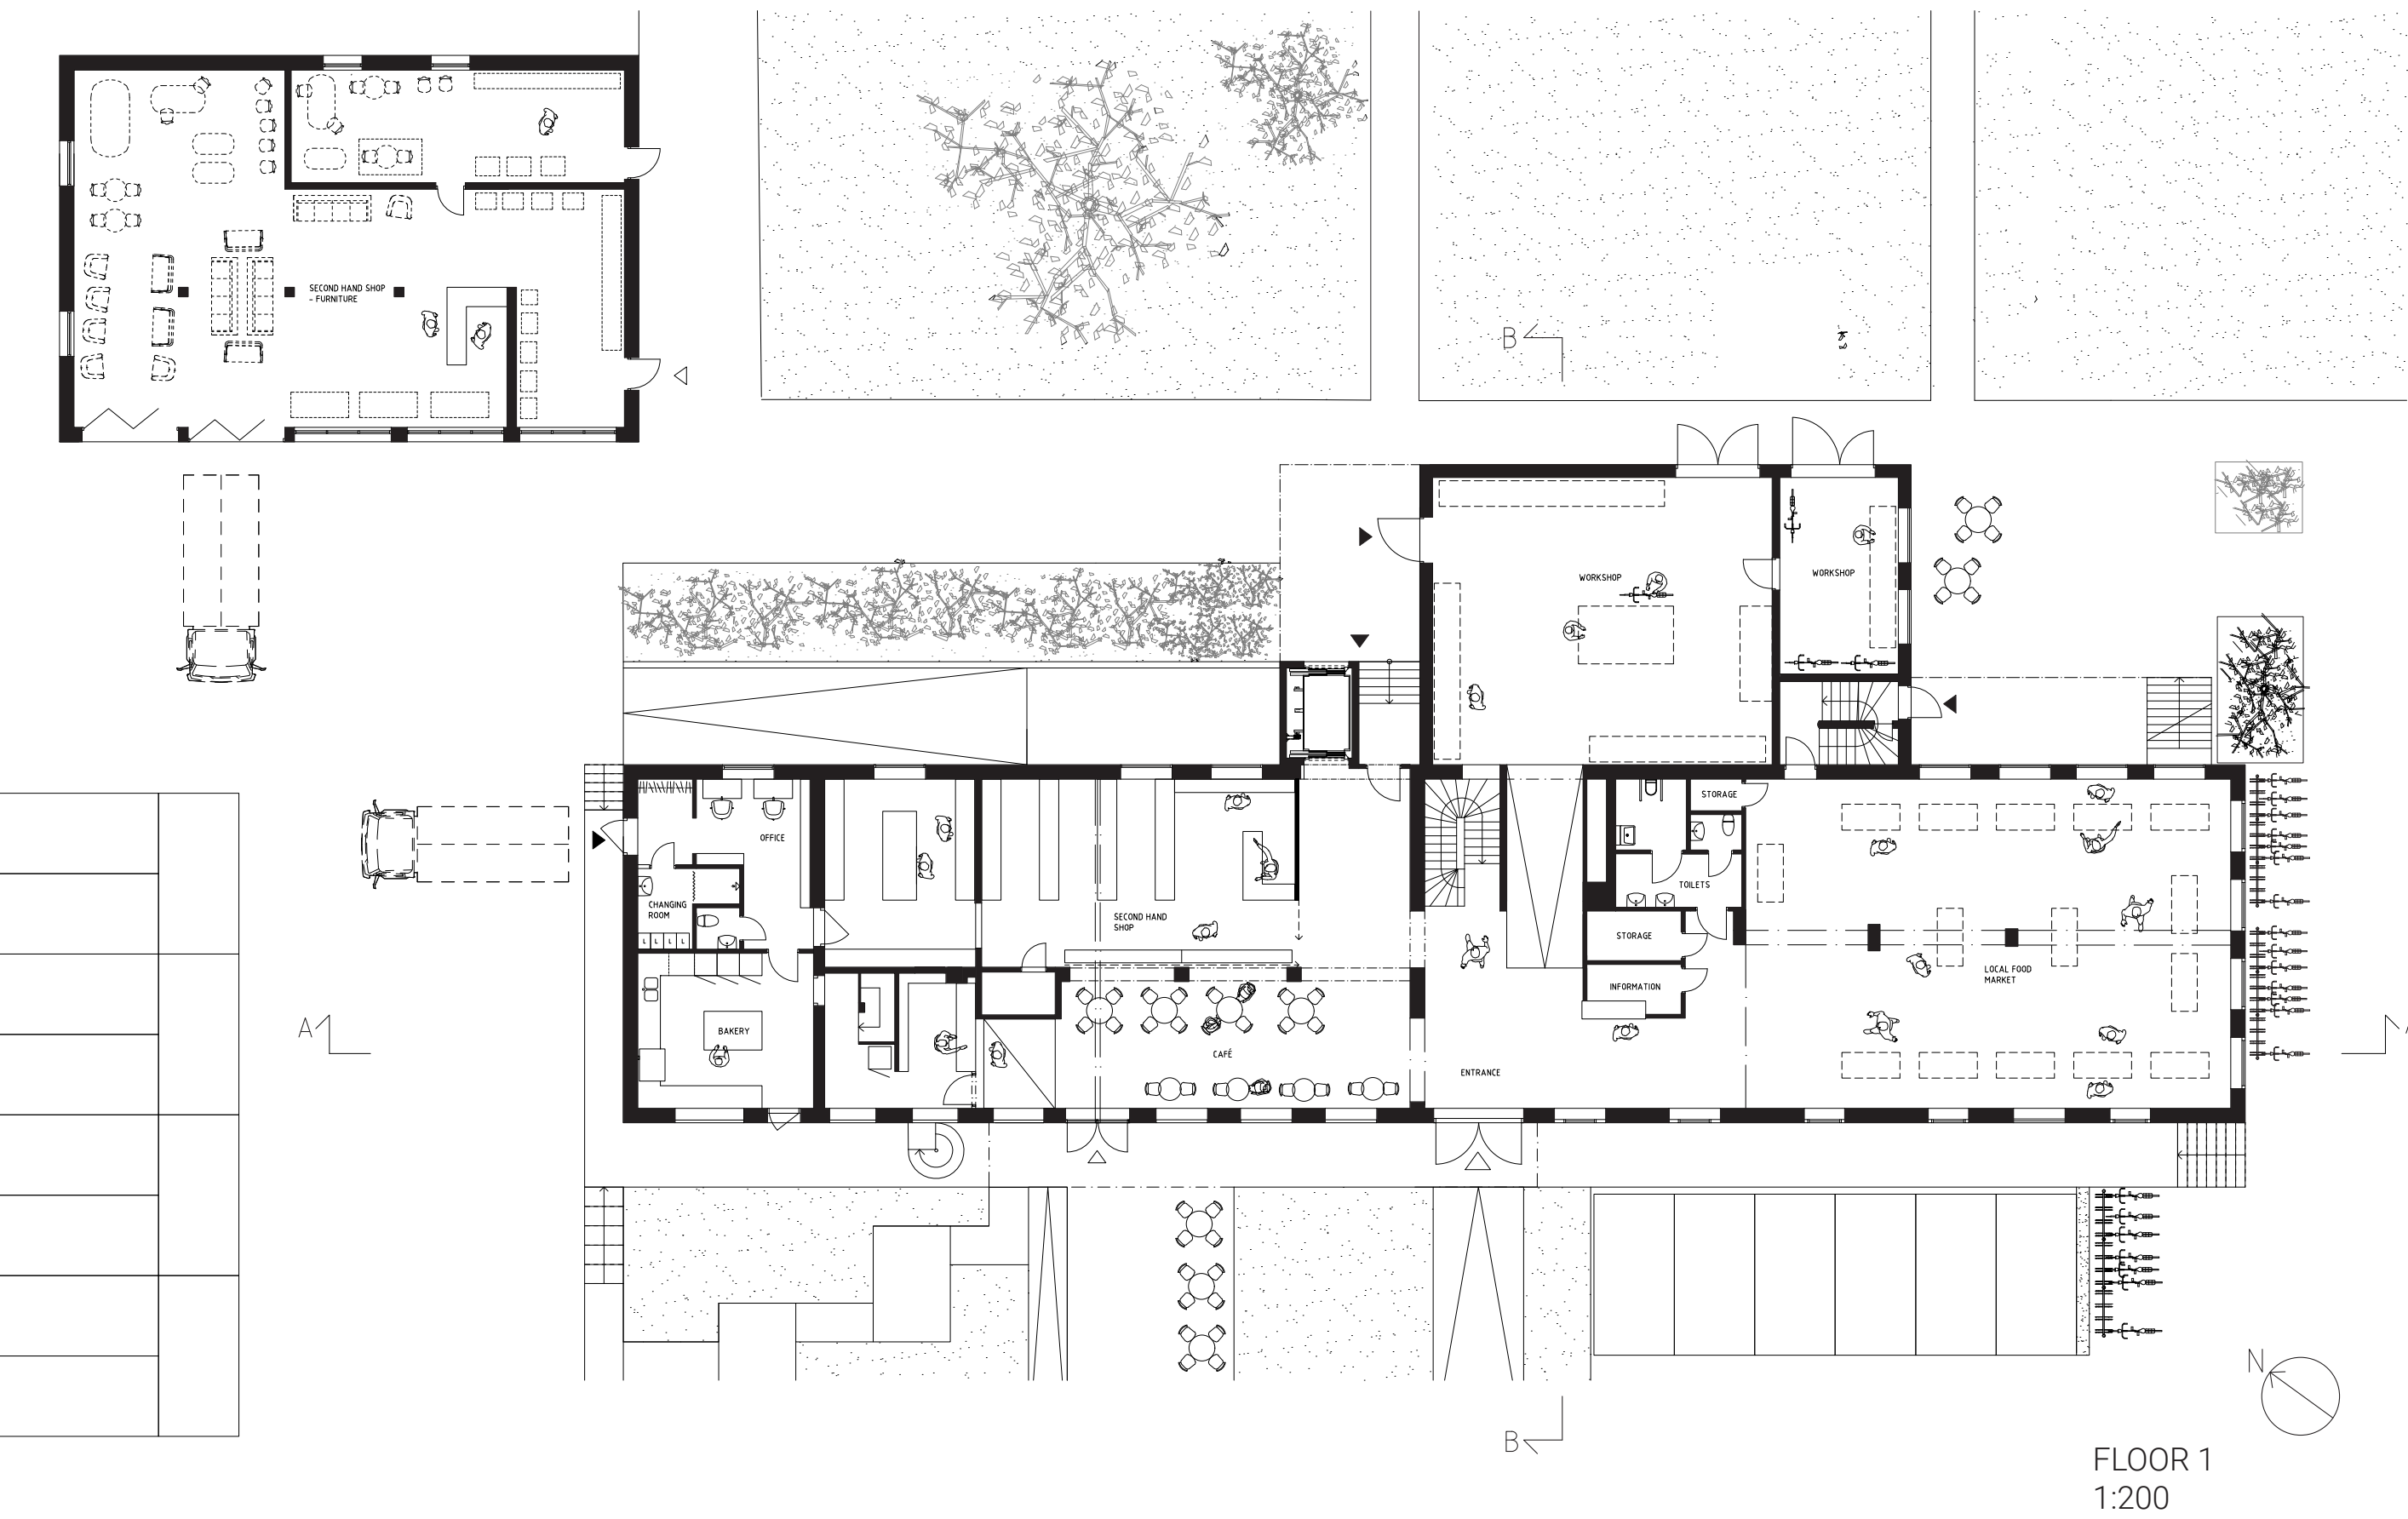 SECOND HAND SHOP
- FURNITURE
B
WORKSHOP
WORKSHOP
STORAGE
OFFICE
TOILETS
CHANGING
ROOM
L L L L
SECOND HAND
SHOP
STORAGE
LOCAL FOOD
MARKET
INFORMATION
A
BAKERY
CAFÉ
ENTRANCE
N
B
FLOOR 1
1:200